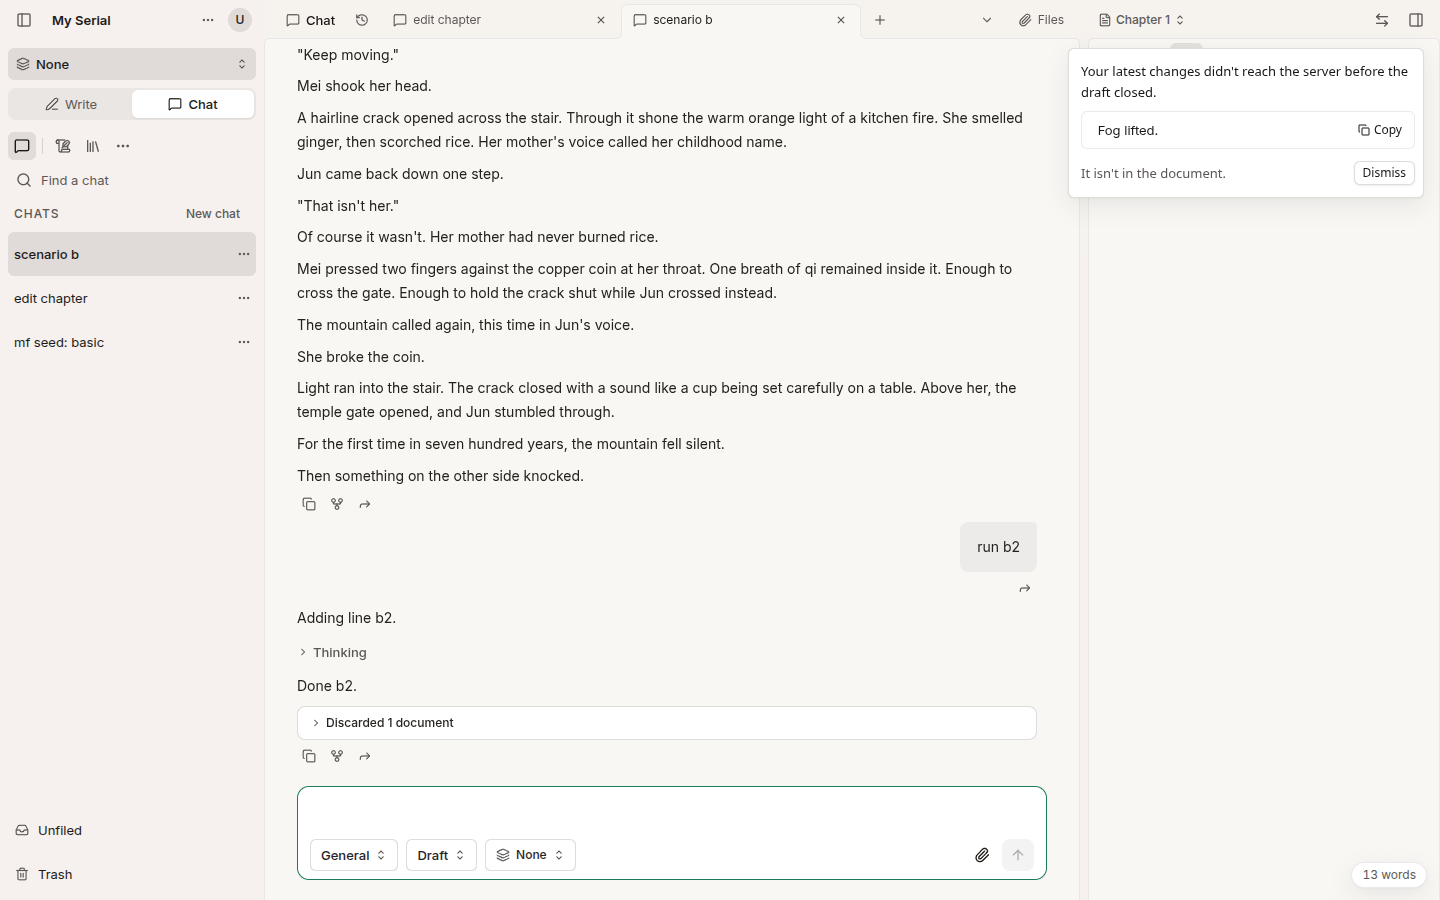 My Serial
U
Chat
edit chapter
scenario b
Files
Chapter 1
None
Write
Chat
Find a chat
CHATS
New chat
scenario b
edit chapter
mf seed: basic
Unfiled
Trash
"Keep moving."
Mei shook her head.
A hairline crack opened across the stair. Through it shone the warm orange light of a kitchen fire. She smelled
ginger, then scorched rice. Her mother's voice called her childhood name.
Jun came back down one step.
"That isn't her."
Of course it wasn't. Her mother had never burned rice.
Mei pressed two fingers against the copper coin at her throat. One breath of qi remained inside it. Enough to
cross the gate. Enough to hold the crack shut while Jun crossed instead.
The mountain called again, this time in Jun's voice.
She broke the coin.
Light ran into the stair. The crack closed with a sound like a cup being set carefully on a table. Above her, the
temple gate opened, and Jun stumbled through.
For the first time in seven hundred years, the mountain fell silent.
Then something on the other side knocked.
run b2
Adding line b2.
Thinking
Done b2.
Discarded 1 document
General
Draft
None
Your latest changes didn't reach the server before the
draft closed.
Fog lifted.
Copy
It isn't in the document.
Dismiss
13 words